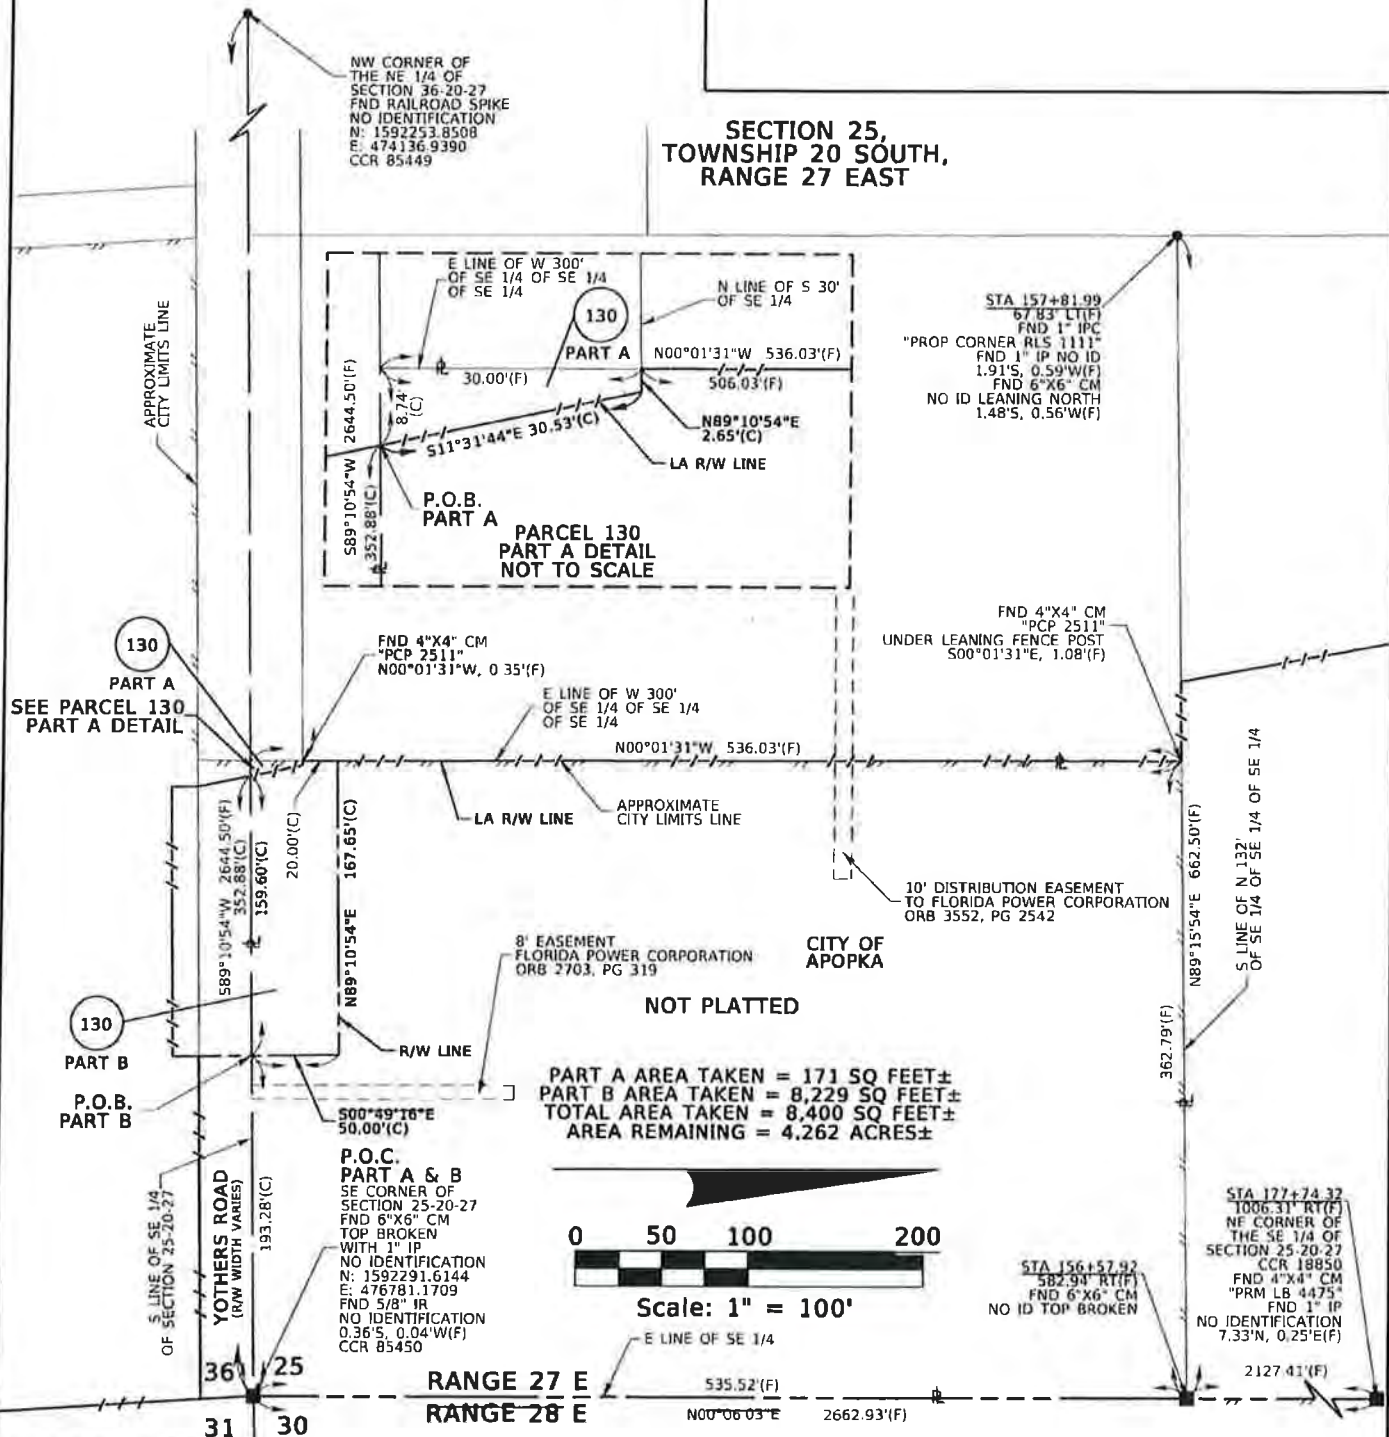 NW CORNER OF
THE NE 1/4 OF
SECTION 36-20-27
FND RAILROAD SPIKE
NO IDENTIFICATION
N: 1592253.8508
E: 474136.9390
CCR 85449
SECTION 25,
TOWNSHIP 20 SOUTH,
RANGE 27 EAST
APPROXIMATE
CITY LIMITS LINE
E LINE OF W 300'
OF SE 1/4 OF SE 1/4
OF SE 1/4
130
PART A
N LINE OF S 30'
OF SE 1/4
N00°01'31"W 536.03'(F)
506.03'(F)
30.00'(F)
8.74'
(C)
S11°31'44"E 30.53'(C)
N89°10'54"E
2.65'(C)
LA R/W LINE
S89°10'54"W 2644.50'(F)
352.88'(C)
P.O.B.
PART A
PARCEL 130
PART A DETAIL
NOT TO SCALE
STA 157+81.99
67.83' LT(F)
FND 1" IPC
"PROP CORNER RLS 1111"
FND 1" IP NO ID
1.91'S, 0.59'W(F)
FND 6"X6" CM
NO ID LEANING NORTH
1.48'S, 0.56'W(F)
130
PART A
SEE PARCEL 130
PART A DETAIL
FND 4"X4" CM
"PCP 2511"
N00°01'31"W, 0.35'(F)
E LINE OF W 300'
OF SE 1/4 OF SE 1/4
OF SE 1/4
N00°01'31"W 536.03'(F)
FND 4"X4" CM
"PCP 2511"
UNDER LEANING FENCE POST
S00°01'31"E, 1.08'(F)
S LINE OF N 132'
OF SE 1/4 OF SE 1/4 OF SE 1/4
LA R/W LINE
APPROXIMATE
CITY LIMITS LINE
S89°10'54"W 2644.50'(F)
352.88'(C)
159.60'(C)
20.00'(C)
N89°10'54"E 167.65'(C)
10' DISTRIBUTION EASEMENT
TO FLORIDA POWER CORPORATION
ORB 3552, PG 2542
N89°15'54"E 662.50'(F)
362.79'(F)
8' EASEMENT
FLORIDA POWER CORPORATION
ORB 2703, PG 319
CITY OF
APOPKA
NOT PLATTED
130
PART B
R/W LINE
P.O.B.
PART B
S00°49'16"E
50.00'(C)
PART A AREA TAKEN = 171 SQ FEET±
PART B AREA TAKEN = 8,229 SQ FEET±
TOTAL AREA TAKEN = 8,400 SQ FEET±
AREA REMAINING = 4.262 ACRES±
P.O.C.
PART A & B
SE CORNER OF
SECTION 25-20-27
FND 6"X6" CM
TOP BROKEN
WITH 1" IP
NO IDENTIFICATION
N: 1592291.6144
E: 476781.1709
FND 5/8" IR
NO IDENTIFICATION
0.36'S, 0.04'W(F)
CCR 85450
S LINE OF SE 1/4
OF SECTION 25-20-27
YOTHERS ROAD
(R/W WIDTH VARIES)
193.28'(C)
0 50 100 200
Scale: 1" = 100'
STA 156+57.92
582.94' RT(F)
FND 6"X6" CM
NO ID TOP BROKEN
STA 177+74.32
1006.31' RT(F)
NE CORNER OF
THE SE 1/4 OF
SECTION 25-20-27
CCR 18850
FND 4"X4" CM
"PRM LB 4475"
FND 1" IP
NO IDENTIFICATION
7.33'N, 0.25'E(F)
E LINE OF SE 1/4
36 25
31 30
RANGE 27 E
RANGE 28 E
535.52'(F)
N00°06'03"E 2662.93'(F)
2127.41'(F)